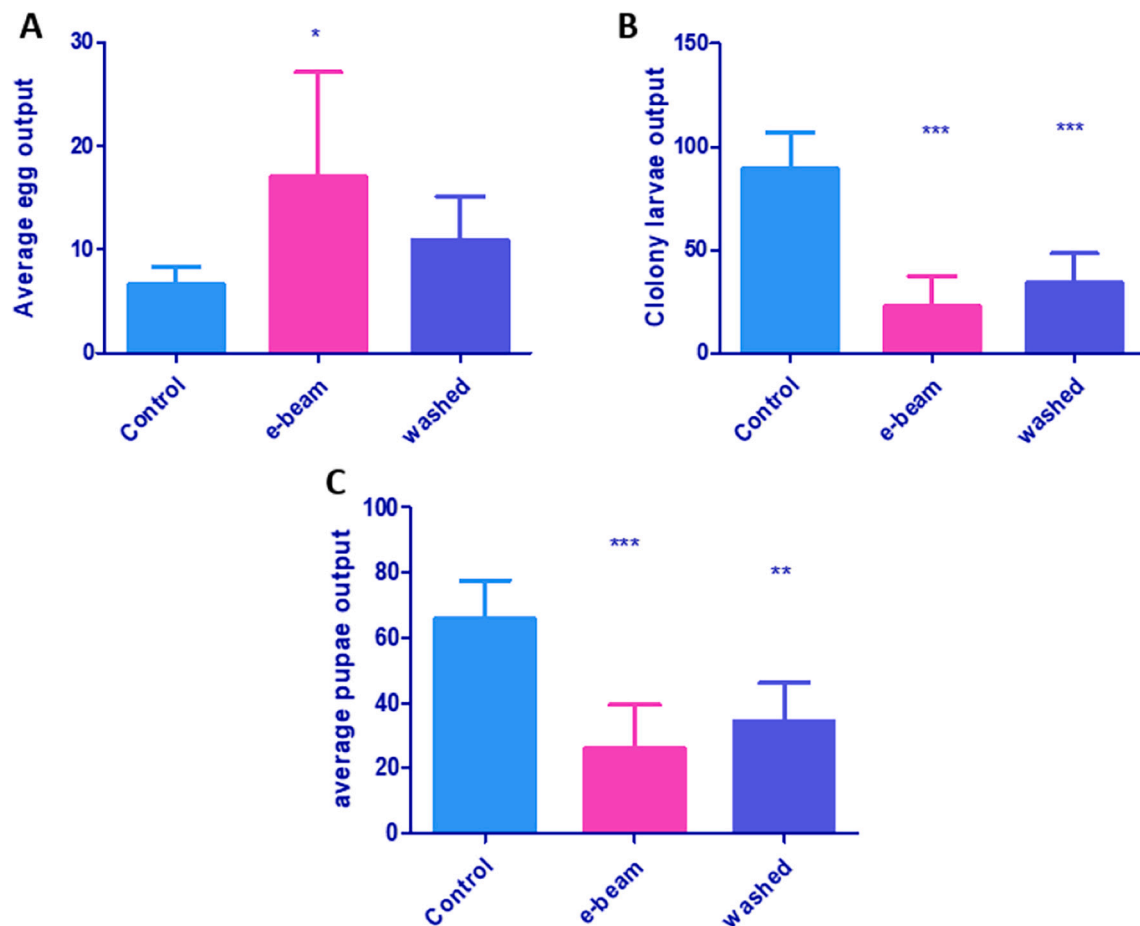 A
Average egg output
30
20
10
0
*
Control
e-beam
washed
B
Clolony larvae output
150
100
50
0
***
***
Control
e-beam
washed
C
average pupae output
100
80
60
40
20
0
***
**
Control
e-beam
washed